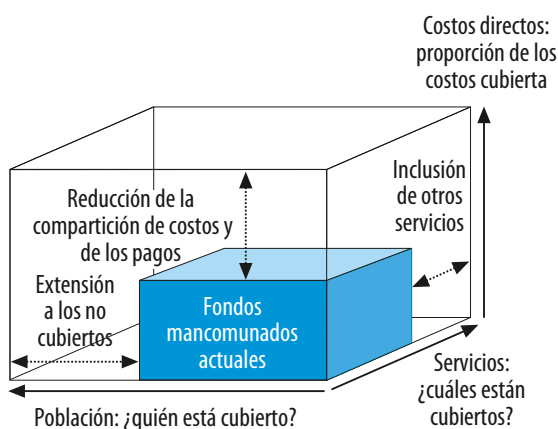 Costos directos:
proporción de los
costos cubierta
Inclusión
de otros
servicios
Reducción de la
compartición de costos y
de los pagos
Extensión
a los no
cubiertos
Fondos
mancomunados
actuales
Servicios:
¿cuáles están
cubiertos?
Población: ¿quién está cubierto?